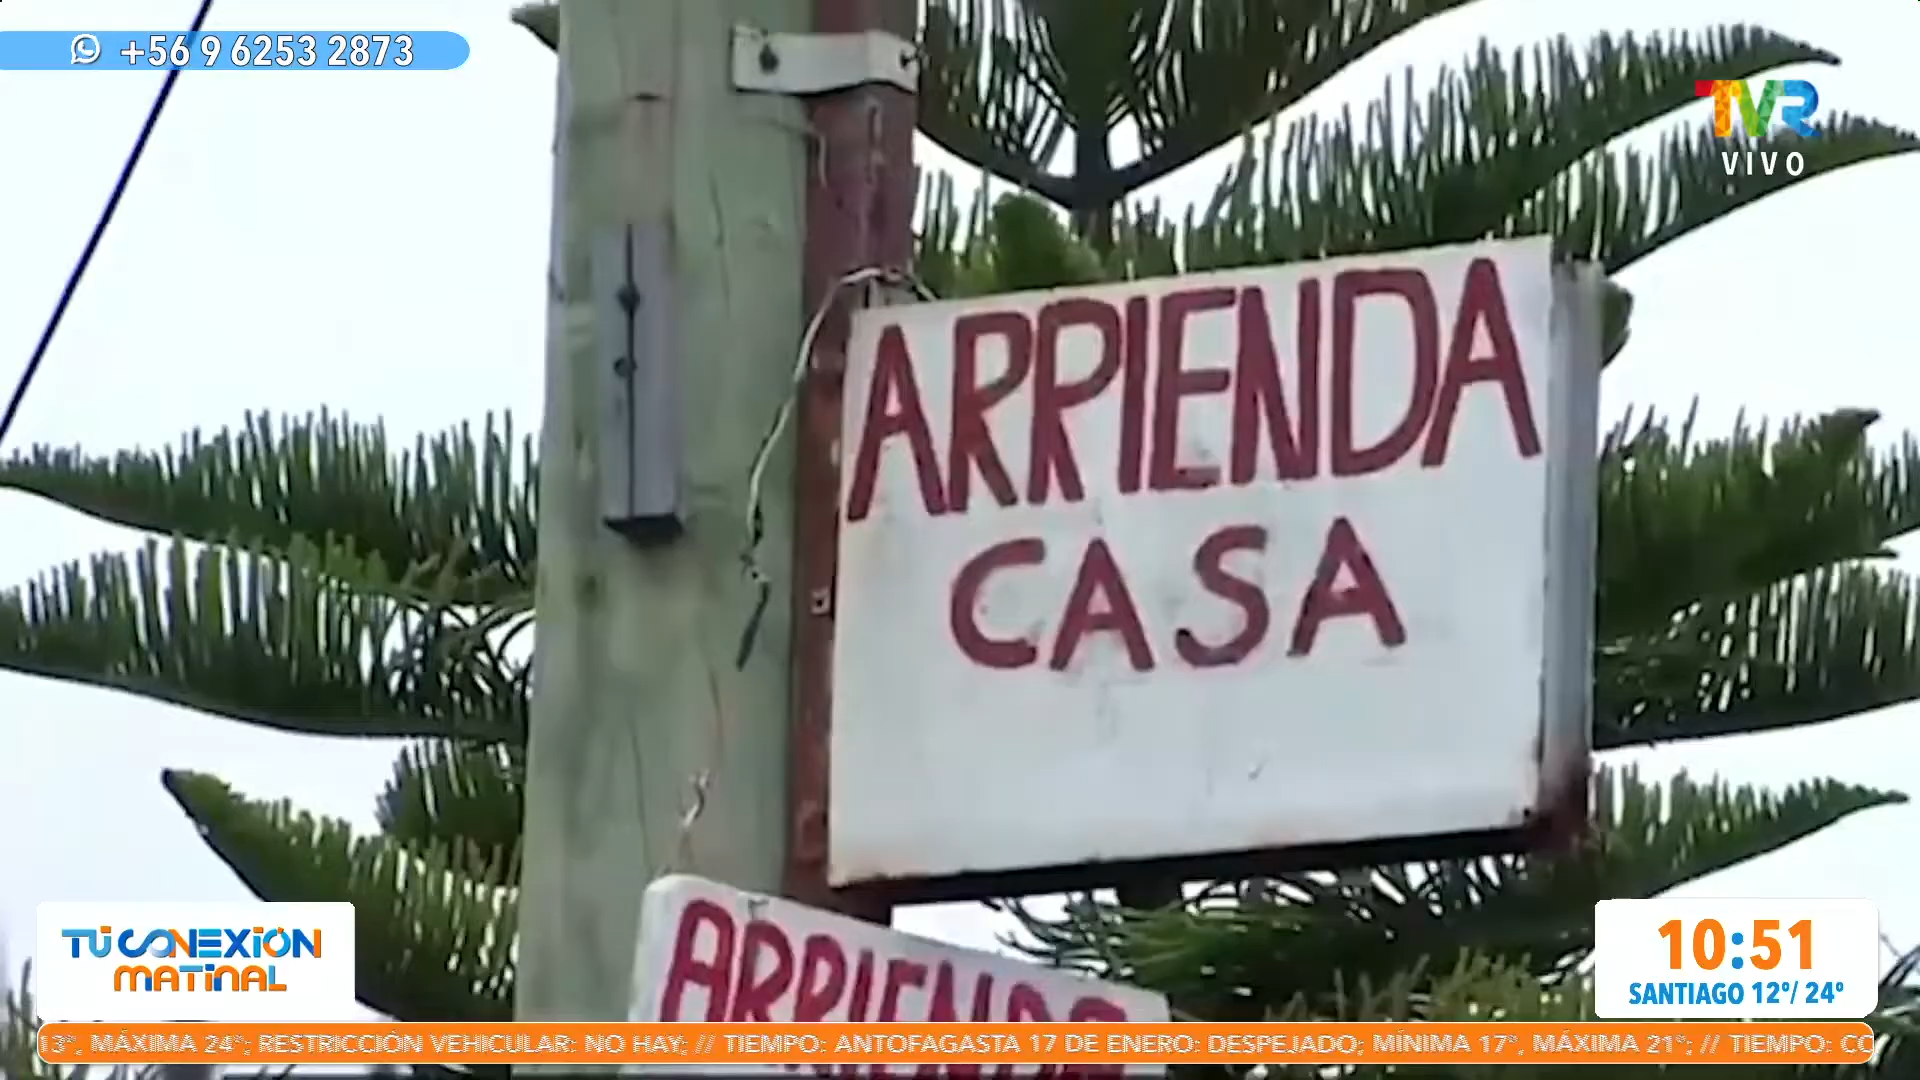 +56 9 6253 2873
TVR
VIVO
ARRIENDA
CASA
ARRIENDO
TÚ CONEXIÓN
MATINAL
10:51
SANTIAGO 12°/ 24°
13°, MÁXIMA 24°; RESTRICCIÓN VEHICULAR: NO HAY; // TIEMPO: ANTOFAGASTA 17 DE ENERO: DESPEJADO; MÍNIMA 17°, MÁXIMA 21°; // TIEMPO: